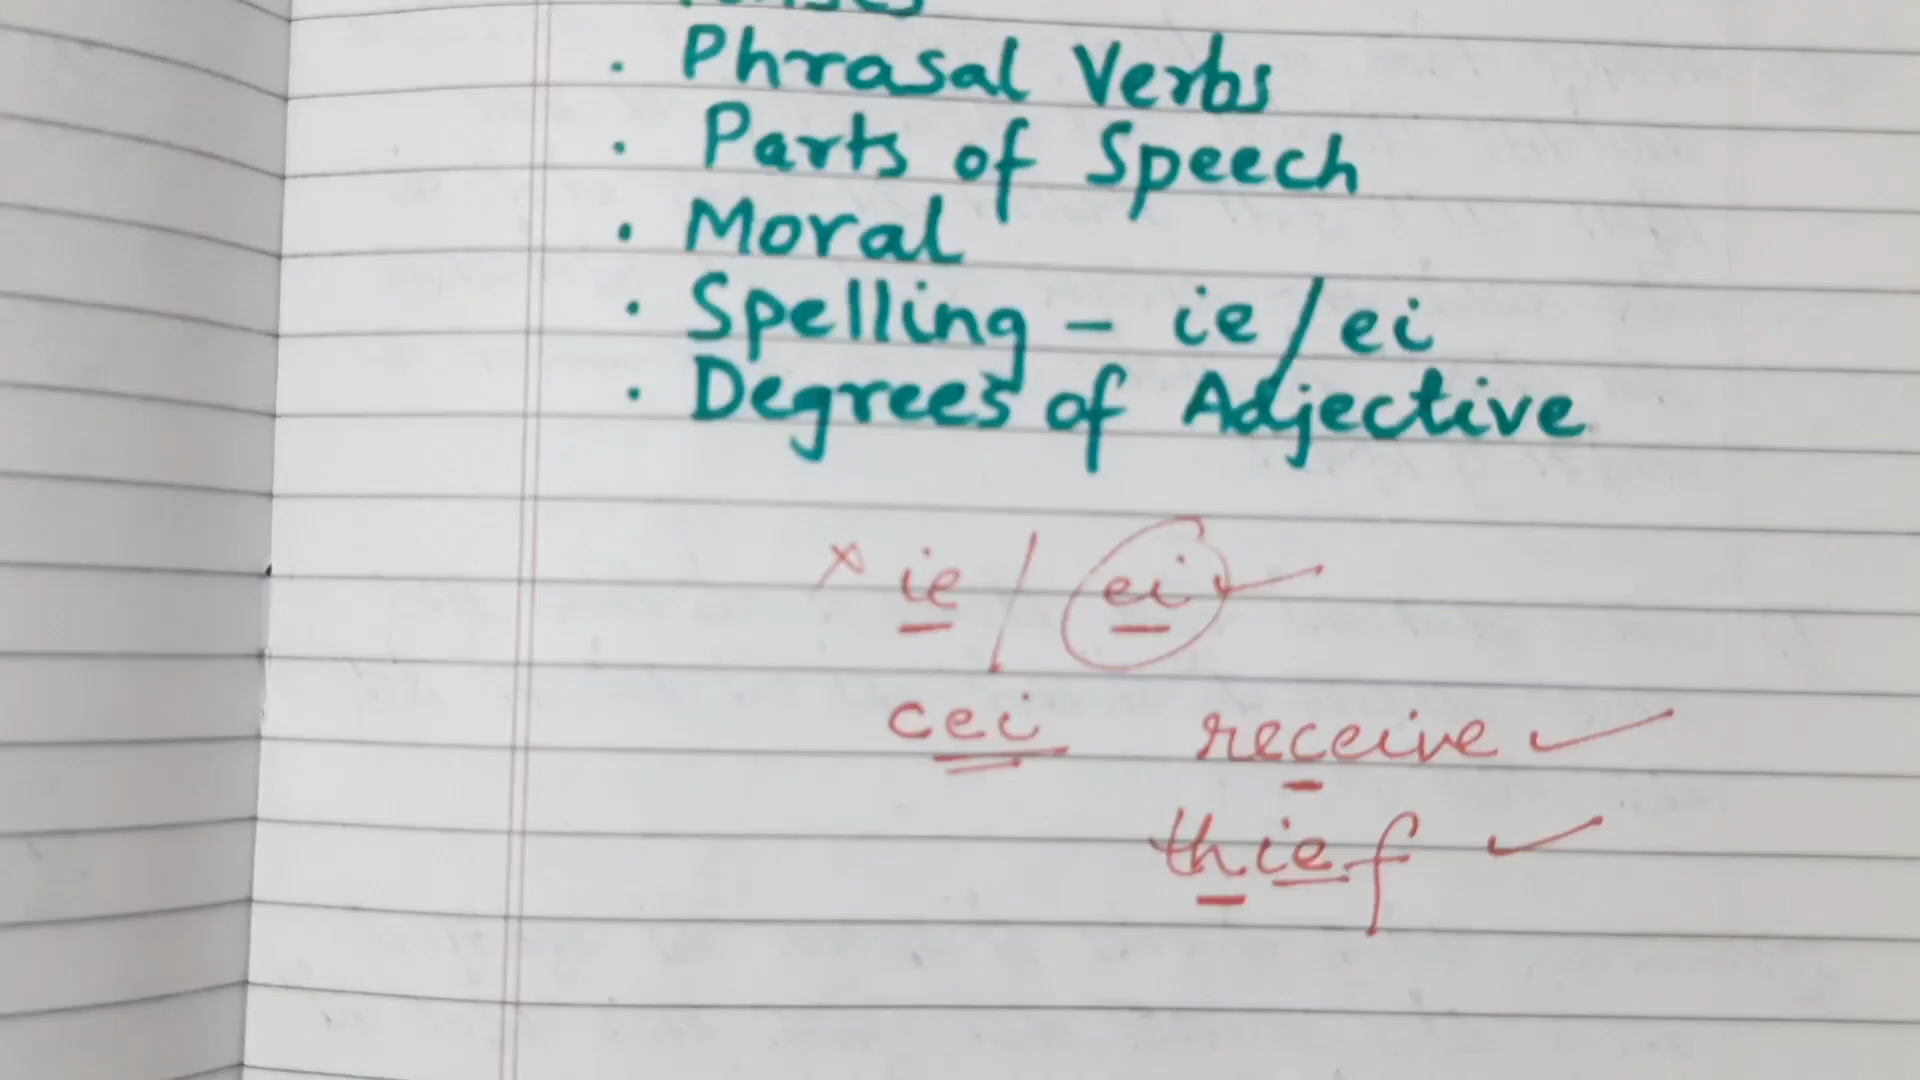 · Phrasal Verbs
· Parts of Speech
· Moral
· Spelling - ie/ei
· Degrees of Adjective
× ie / ei ✓
cei receive ✓
thief ✓